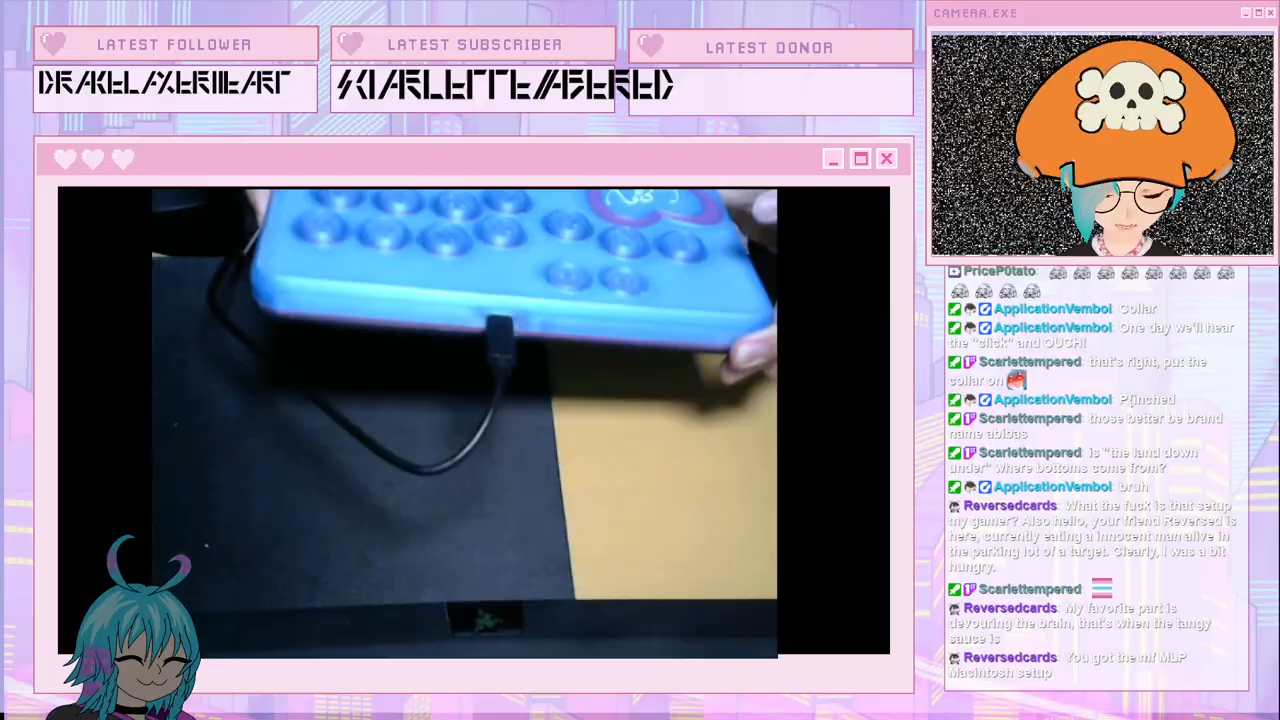 CAMERA.EXE
LATEST FOLLOWER
LATEST SUBSCRIBER
LATEST DONOR
PriceP0tato:
ApplicationVembol: Collar
ApplicationVembol: One day we'll hear
the "click" and OUCH!
Scarlettempered: that's right, put the
collar on
ApplicationVembol: P{inched
Scarlettempered: those better be brand
name abibas
Scarlettempered: is "the land down
under" where bottoms come from?
ApplicationVembol: bruh
Reversedcards: What the fuck is that setup
my gamer? Also hello, your friend Reversed is
here, currently eating a innocent man alive in
the parking lot of a target. Clearly, I was a bit
hungry.
Scarlettempered:
Reversedcards: My favorite part is
devouring the brain, that's when the tangy
sauce is
Reversedcards: You got the mf MLP
Macintosh setup